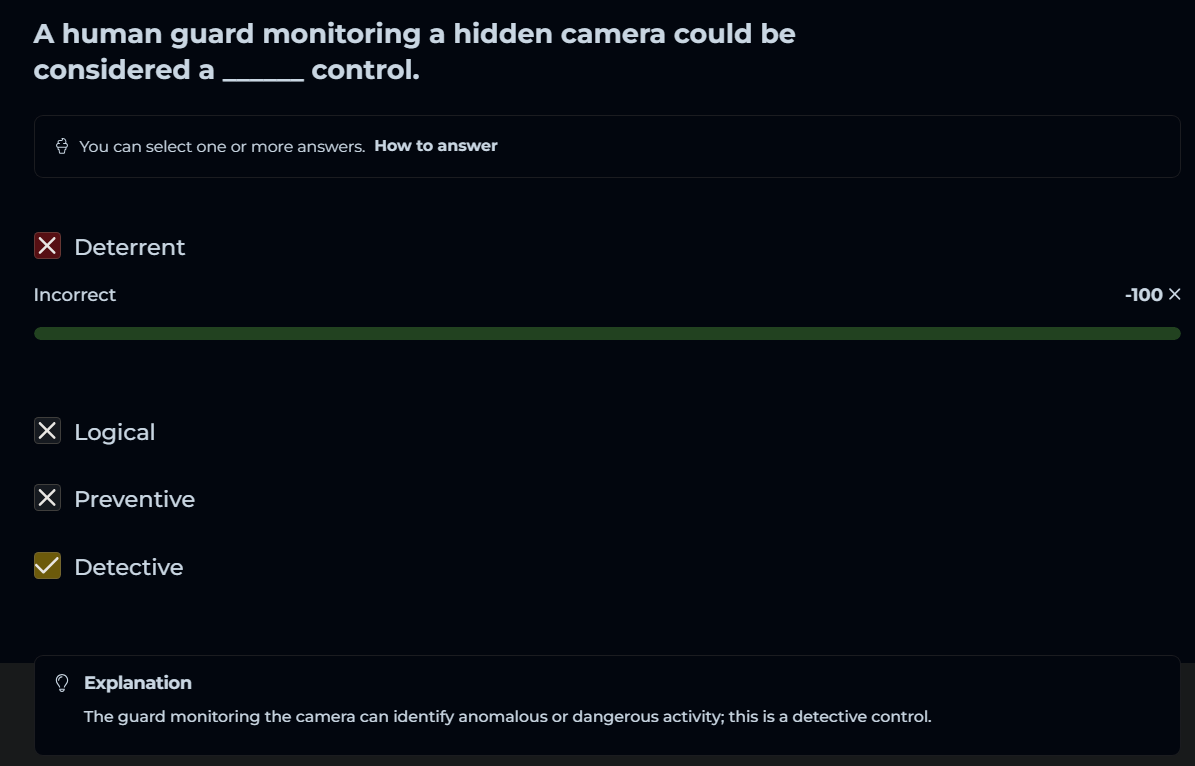 A human guard monitoring a hidden camera could be
considered a ______ control.
You can select one or more answers. How to answer
Deterrent
Incorrect
-100
Logical
Preventive
Detective
Explanation
The guard monitoring the camera can identify anomalous or dangerous activity; this is a detective control.